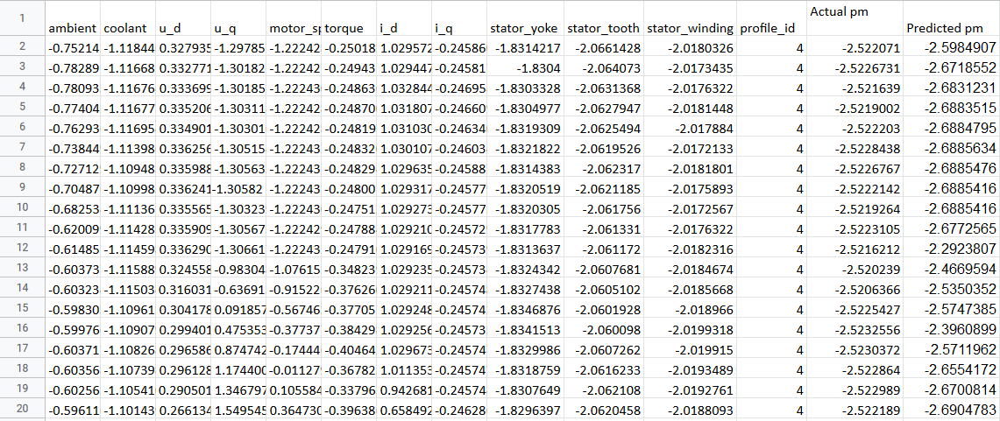 1 Actual pm
ambient coolant u_d u_q motor_sp torque i_d i_q stator_yoke stator_tooth stator_winding profile_id Predicted pm
2 -0.75214 -1.11844 0.327935 -1.29785 -1.22242 -0.25018 1.029572 -0.24586 -1.8314217 -2.0661428 -2.0180326 4 -2.522071 -2.5984907
3 -0.78289 -1.11668 0.332771 -1.30182 -1.22242 -0.24943 1.029447 -0.24581 -1.8304 -2.064073 -2.0173435 4 -2.5226731 -2.6718552
4 -0.78093 -1.11676 0.333699 -1.30185 -1.22243 -0.24863 1.032844 -0.24695 -1.8303328 -2.0631368 -2.0176322 4 -2.521639 -2.6831231
5 -0.77404 -1.11677 0.335206 -1.30311 -1.22242 -0.24870 1.031807 -0.24660 -1.8304977 -2.0627947 -2.0181448 4 -2.5219002 -2.6883515
6 -0.76293 -1.11695 0.334901 -1.30301 -1.22242 -0.24819 1.031030 -0.24634 -1.8319309 -2.0625494 -2.017884 4 -2.522203 -2.6884795
7 -0.73844 -1.11398 0.336256 -1.30515 -1.22243 -0.24832 1.030107 -0.24603 -1.8321822 -2.0619526 -2.0172133 4 -2.5228438 -2.6885634
8 -0.72712 -1.10948 0.335988 -1.30563 -1.22243 -0.24829 1.029635 -0.24588 -1.8314383 -2.062317 -2.0181801 4 -2.5226767 -2.6885476
9 -0.70487 -1.10998 0.336241 -1.30582 -1.22243 -0.24800 1.029317 -0.24577 -1.8320519 -2.0621185 -2.0175893 4 -2.5222142 -2.6885416
10 -0.68253 -1.11136 0.335565 -1.30323 -1.22243 -0.24751 1.029273 -0.24577 -1.8320305 -2.061756 -2.0172567 4 -2.5219264 -2.6885416
11 -0.62009 -1.11428 0.335909 -1.30567 -1.22242 -0.24788 1.029210 -0.24572 -1.8317783 -2.061331 -2.0176322 4 -2.5223105 -2.6772565
12 -0.61485 -1.11459 0.336290 -1.30661 -1.22242 -0.24791 1.029169 -0.24573 -1.8313637 -2.061172 -2.0182316 4 -2.5216212 -2.2923807
13 -0.60373 -1.11588 0.324558 -0.98304 -1.07615 -0.34823 1.029235 -0.24573 -1.8324342 -2.0607681 -2.0184674 4 -2.520239 -2.4669594
14 -0.60323 -1.11503 0.316031 -0.63691 -0.91522 -0.37626 1.029211 -0.24574 -1.8327438 -2.0605102 -2.0185668 4 -2.5206366 -2.5350352
15 -0.59830 -1.10961 0.304178 0.091857 -0.56746 -0.37705 1.029248 -0.24574 -1.8346876 -2.0601928 -2.018966 4 -2.5225427 -2.5747385
16 -0.59976 -1.10907 0.299401 0.475353 -0.37737 -0.38429 1.029256 -0.24573 -1.8341513 -2.060098 -2.0199318 4 -2.5232556 -2.3960899
17 -0.60371 -1.10826 0.296586 0.874742 -0.17444 -0.40464 1.029673 -0.24574 -1.8329986 -2.0607262 -2.019915 4 -2.5230372 -2.5711962
18 -0.60356 -1.10739 0.296128 1.174400 -0.01127 -0.36782 1.011353 -0.24574 -1.8318759 -2.0616233 -2.0193489 4 -2.522864 -2.6554172
19 -0.60256 -1.10541 0.290501 1.346797 0.105584 -0.33796 0.942681 -0.24574 -1.8307649 -2.062108 -2.0192761 4 -2.522989 -2.6700814
20 -0.59611 -1.10143 0.266134 1.549545 0.364730 -0.39638 0.658492 -0.24628 -1.8296397 -2.0620458 -2.0188093 4 -2.522189 -2.6904783